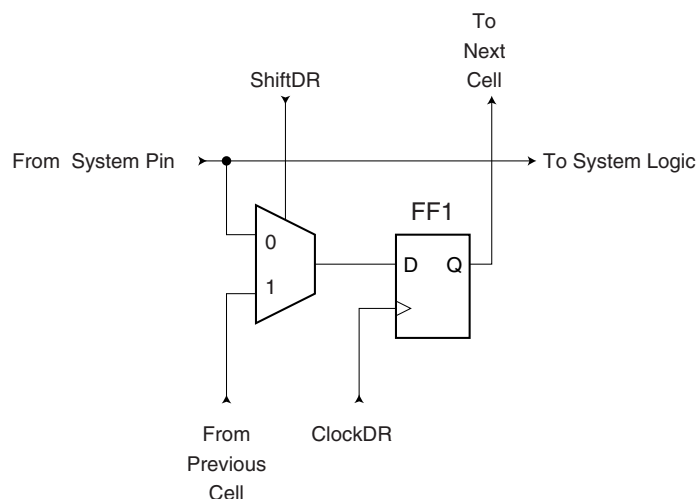 To
Next
Cell
ShiftDR
From System Pin
To System Logic
FF1
0
D Q
1
From
Previous
Cell
ClockDR